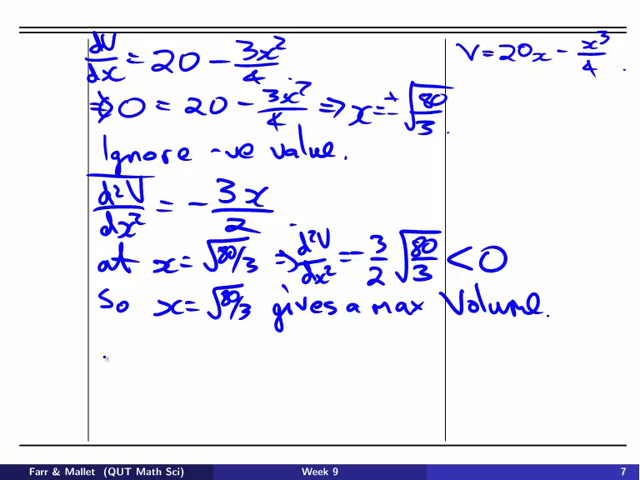 dV/dx = 20 - 3x²/4
V = 20x - x³/4 .
⇒ 0 = 20 - 3x²/4 ⇒ x = ±√(80/3) .
Ignore -ve value.
d²V/dx² = - 3x/2
at x = √80/3 ⇒ d²V/dx² = - 3/2 √(80/3) < 0
So x = √80/3 gives a max Volume.
Farr & Mallet (QUT Math Sci) Week 9 7